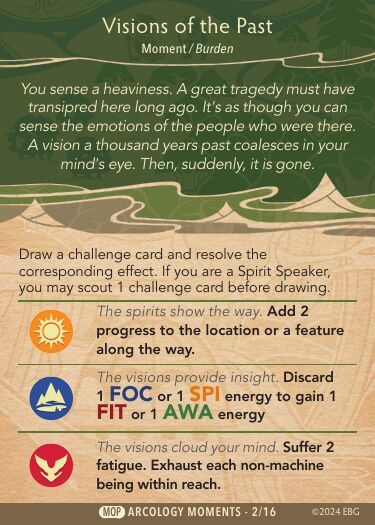 Visions of the Past
Moment / Burden
You sense a heaviness. A great tragedy must have
transipred here long ago. It's as though you can
sense the emotions of the people who were there.
A vision a thousand years past coalesces in your
mind's eye. Then, suddenly, it is gone.
Draw a challenge card and resolve the
corresponding effect. If you are a Spirit Speaker,
you may scout 1 challenge card before drawing.
The spirits show the way. Add 2
progress to the location or a feature
along the way.
The visions provide insight. Discard
1 FOC or 1 SPI energy to gain 1
FIT or 1 AWA energy
The visions cloud your mind. Suffer 2
fatigue. Exhaust each non-machine
being within reach.
MOP ARCOLOGY MOMENTS - 2/16
©2024 EBG